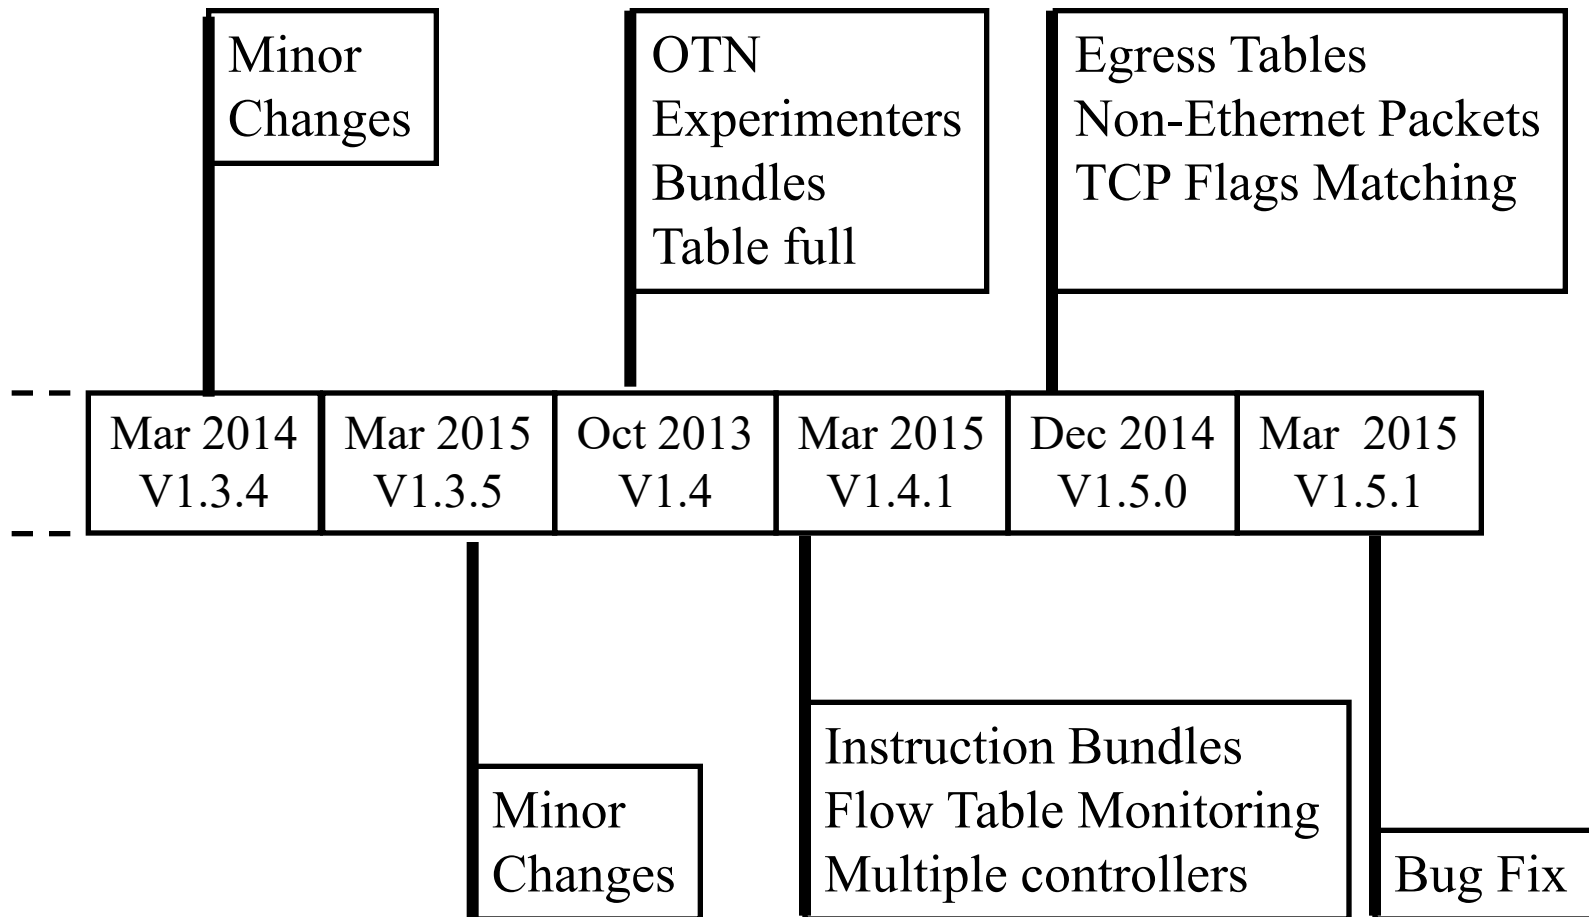 Minor
Changes
OTN
Experimenters
Bundles
Table full
Egress Tables
Non-Ethernet Packets
TCP Flags Matching
Mar 2014
V1.3.4
Mar 2015
V1.3.5
Oct 2013
V1.4
Mar 2015
V1.4.1
Dec 2014
V1.5.0
Mar 2015
V1.5.1
Minor
Changes
Instruction Bundles
Flow Table Monitoring
Multiple controllers
Bug Fix